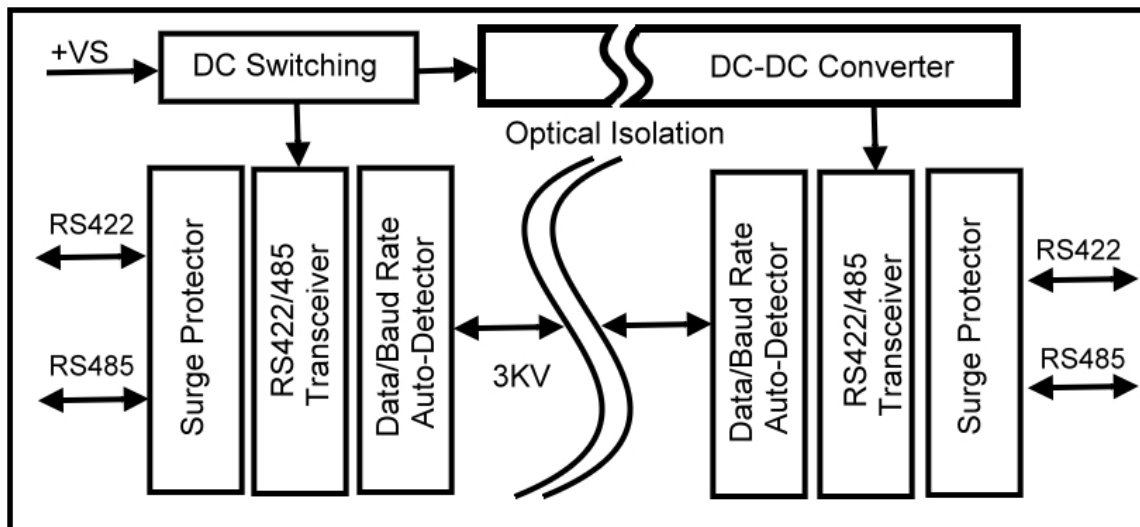 +VS
DC Switching
DC-DC Converter
Optical Isolation
RS422
RS485
Surge Protector
RS422/485
Transceiver
Data/Baud Rate
Auto-Detector
3KV
Data/Baud Rate
Auto-Detector
RS422/485
Transceiver
Surge Protector
RS422
RS485